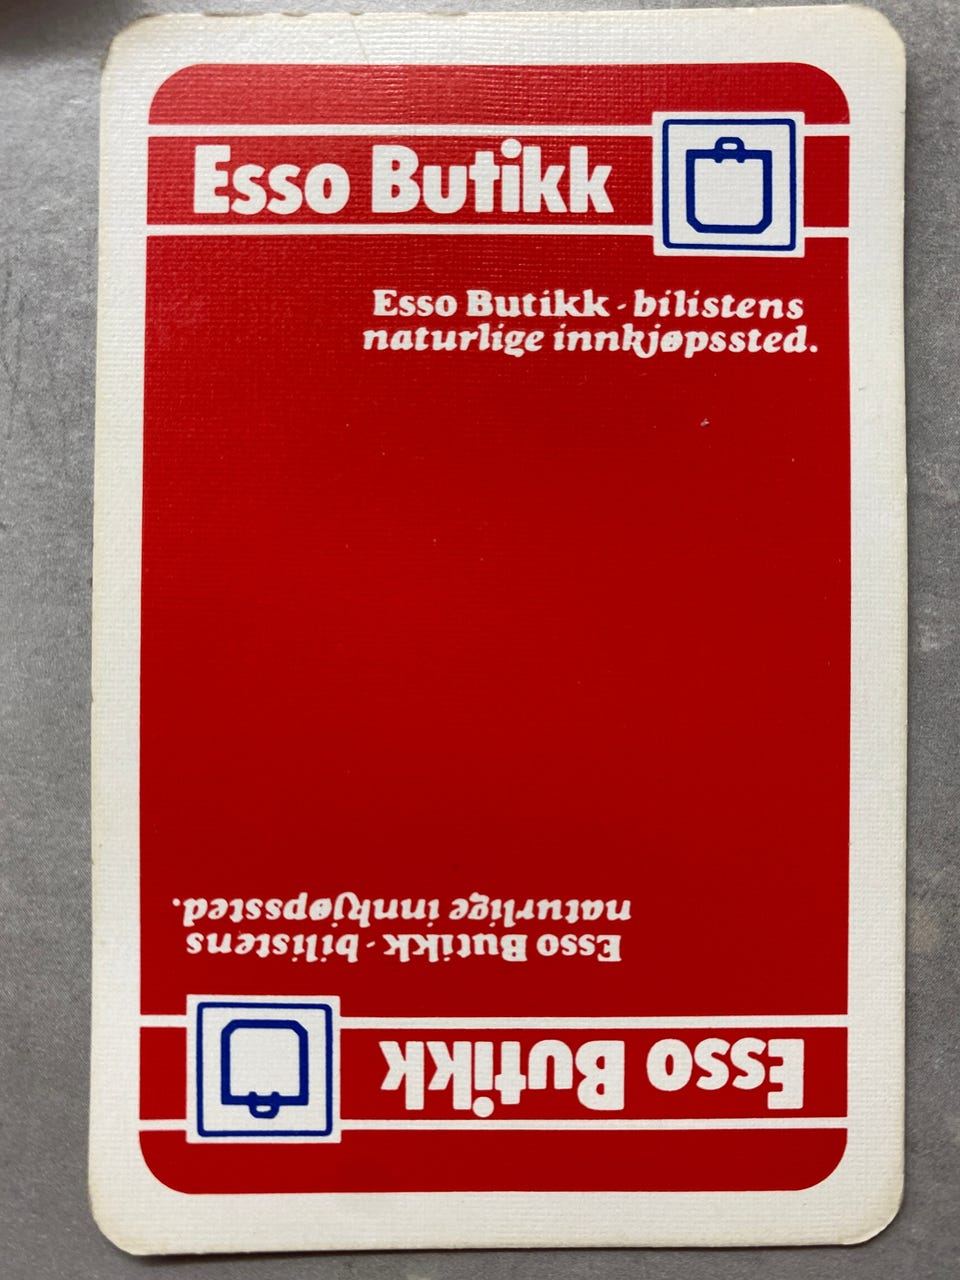 Esso Butikk
Esso Butikk - bilistens
naturlige innkjøpssted.
Esso Butikk
Esso Butikk - bilistens
naturlige innkjøpssted.